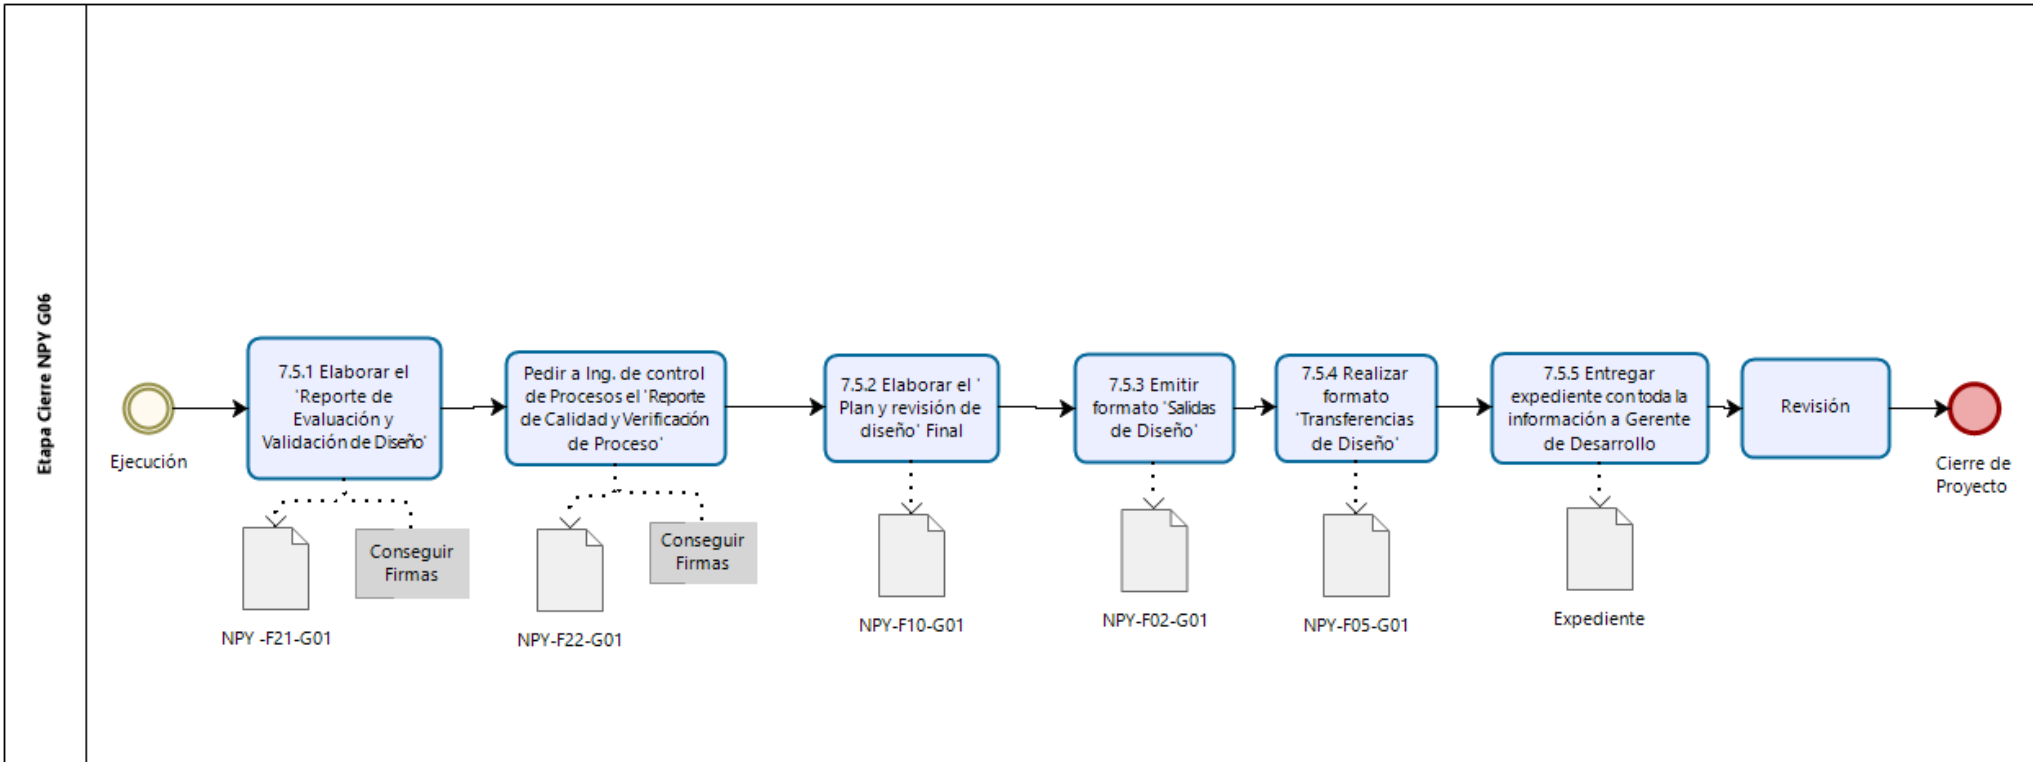 Etapa Cierre NPY G06
Ejecución
7.5.1 Elaborar el
'Reporte de
Evaluación y
Validación de Diseño'
NPY -F21-G01
Conseguir
Firmas
Pedir a Ing. de control
de Procesos el 'Reporte
de Calidad y Verificación
de Proceso'
NPY-F22-G01
Conseguir
Firmas
7.5.2 Elaborar el '
Plan y revisión de
diseño' Final
NPY-F10-G01
7.5.3 Emitir
formato 'Salidas
de Diseño'
NPY-F02-G01
7.5.4 Realizar
formato
'Transferencias
de Diseño'
NPY-F05-G01
7.5.5 Entregar
expediente con toda la
información a Gerente
de Desarrollo
Expediente
Revisión
Cierre de
Proyecto